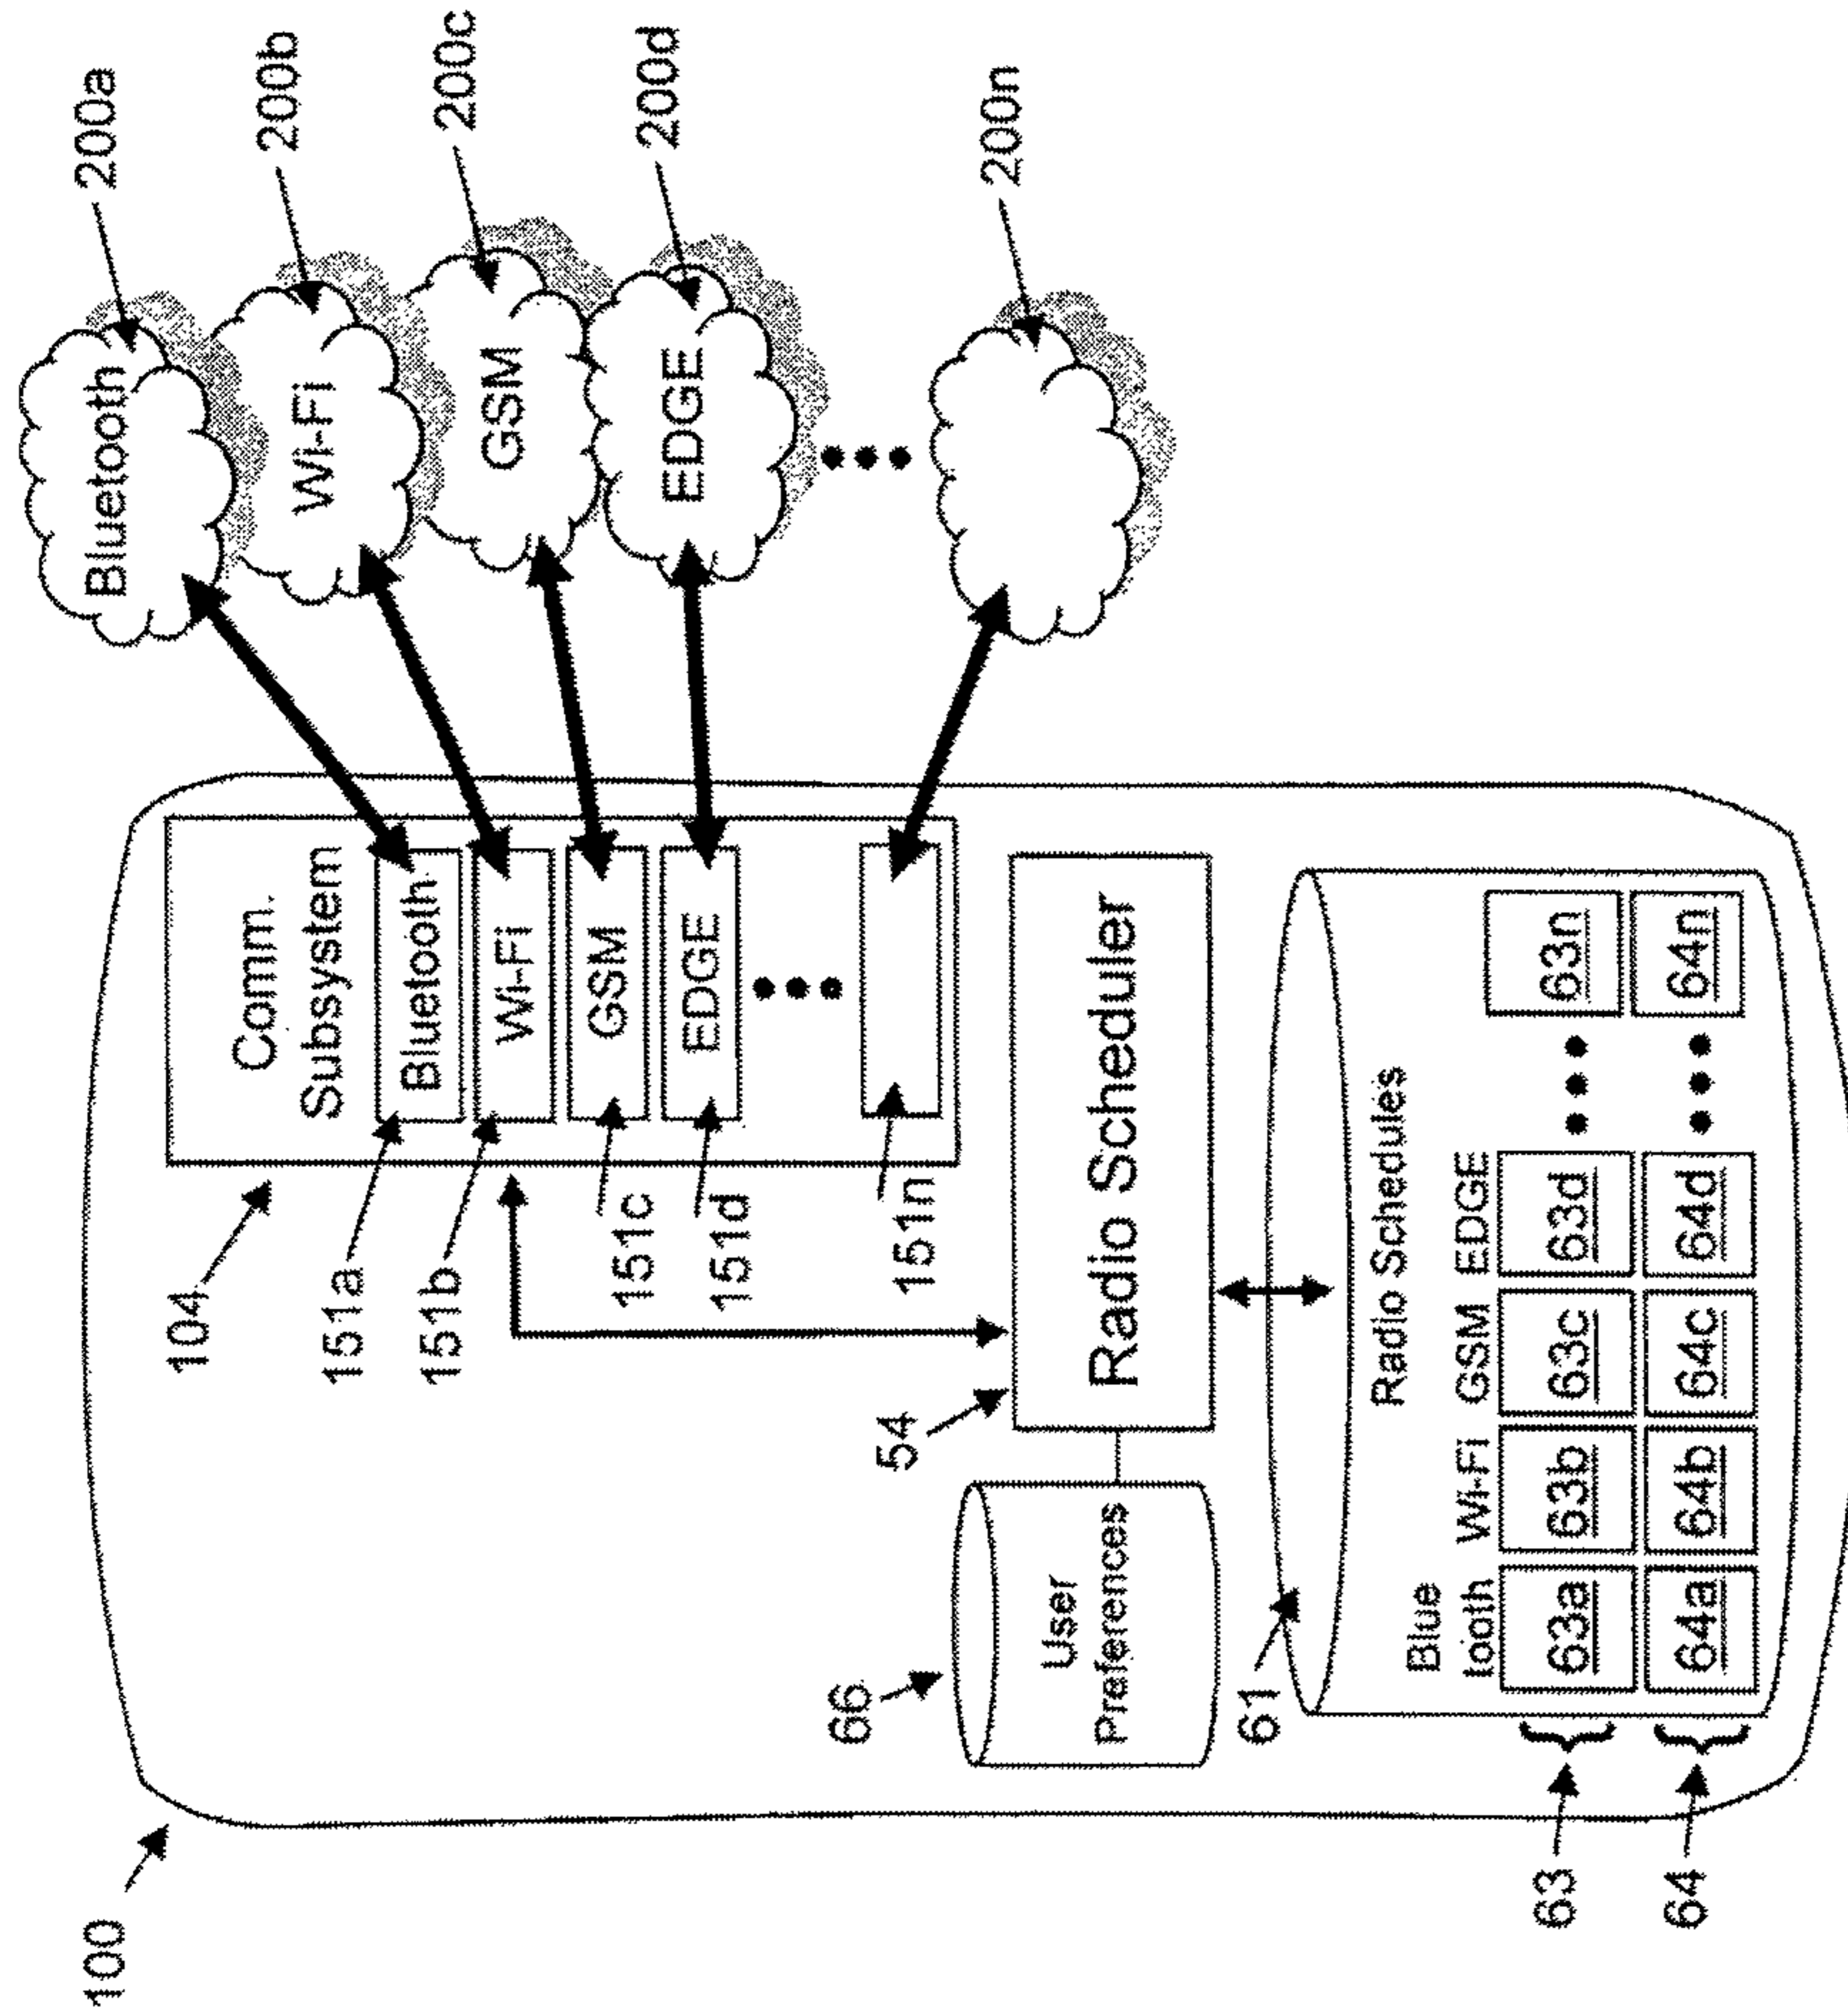 100
104
Comm.
Subsystem
Bluetooth
Wi-Fi
GSM
EDGE
151a
151b
151c
151d
151n
Bluetooth
Wi-Fi
GSM
EDGE
200a
200b
200c
200d
200n
54
Radio Scheduler
66
User
Preferences
61
Radio Schedules
Blue
tooth
Wi-Fi
GSM
EDGE
63
63a
63b
63c
63d
63n
64
64a
64b
64c
64d
64n